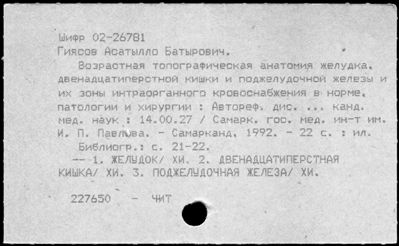 Шифр 02-26781
Гиясов Асатылло Батырович.
Возрастная топографическая анатомия желудка,
двенадцатиперстной кишки и поджелудочной железы и
их зоны интраорганного кровоснабжения в норме,
патологии и хирургии : Автореф. дис. ... канд.
мед. наук : 14.00.27 / Самарк. гос. мед. ин-т им.
И. П. Павлова. - Самарканд, 1992. - 22 с. : ил.
Библиогр.: с. 21-22.
-- 1. ЖЕЛУДОК/ ХИ. 2. ДВЕНАДЦАТИПЕРСТНАЯ
КИШКА/ ХИ. 3. ПОДЖЕЛУДОЧНАЯ ЖЕЛЕЗА/ ХИ.
227650 - ЧИТ